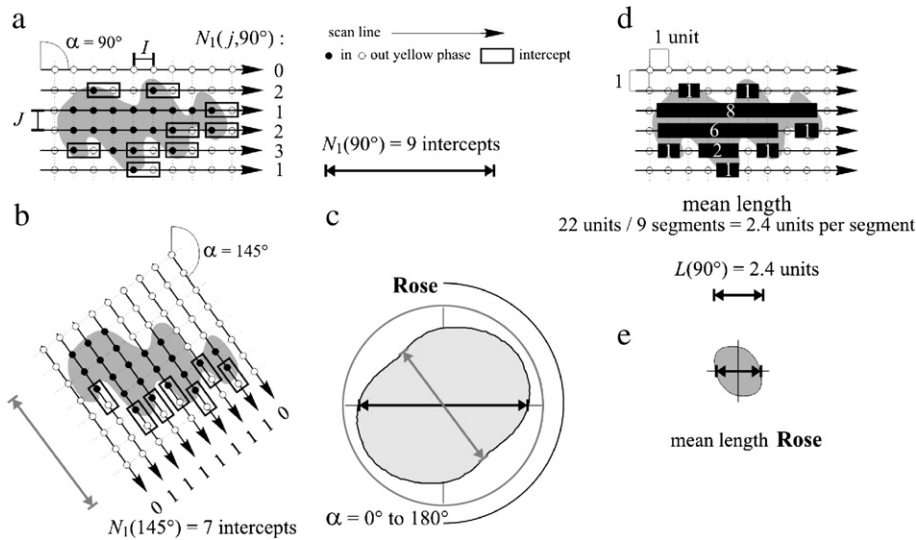 a
α = 90°
I
N₁(j,90°) :
0
2
1
2
3
1
J
scan line
in
out yellow phase
intercept
N₁(90°) = 9 intercepts
d
1 unit
1
1
1
8
6
1
1
2
1
1
mean length
22 units / 9 segments = 2.4 units per segment
L(90°) = 2.4 units
b
α = 145°
0 1 1 1 1 1 1 1 0
N₁(145°) = 7 intercepts
c
Rose
α = 0° to 180°
e
mean length Rose